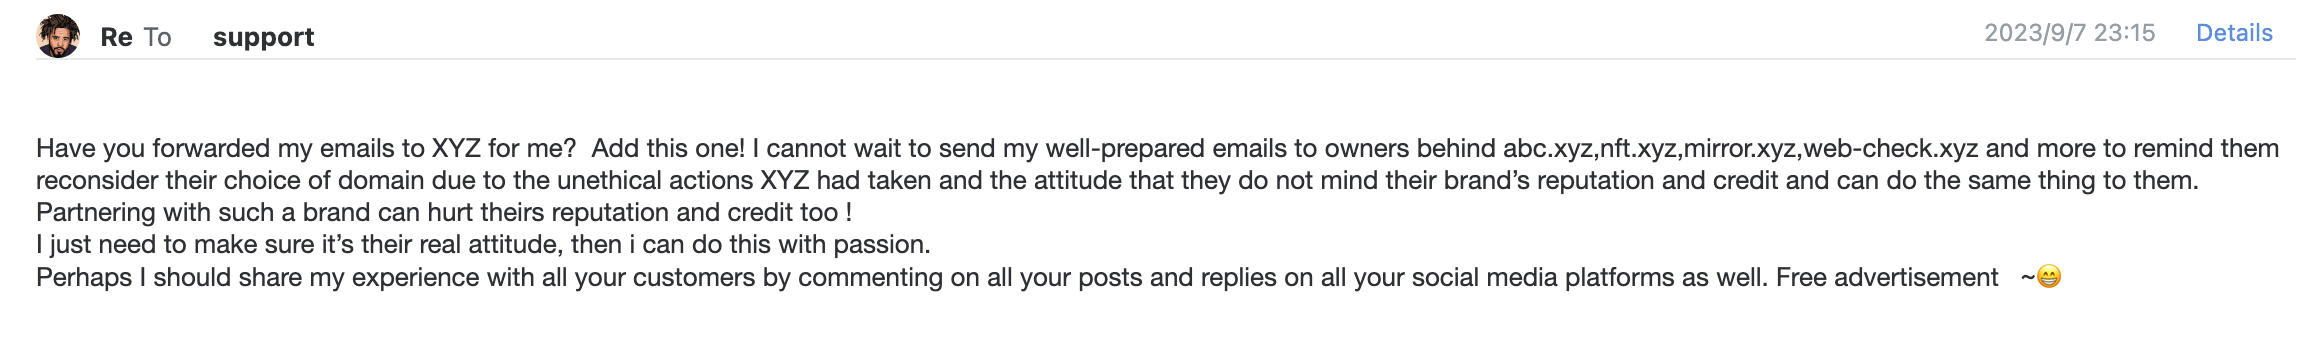 Re To support 2023/9/7 23:15 Details
Have you forwarded my emails to XYZ for me?  Add this one! I cannot wait to send my well-prepared emails to owners behind abc.xyz,nft.xyz,mirror.xyz,web-check.xyz and more to remind them
reconsider their choice of domain due to the unethical actions XYZ had taken and the attitude that they do not mind their brand’s reputation and credit and can do the same thing to them.
Partnering with such a brand can hurt theirs reputation and credit too !
I just need to make sure it’s their real attitude, then i can do this with passion.
Perhaps I should share my experience with all your customers by commenting on all your posts and replies on all your social media platforms as well. Free advertisement   ~😁